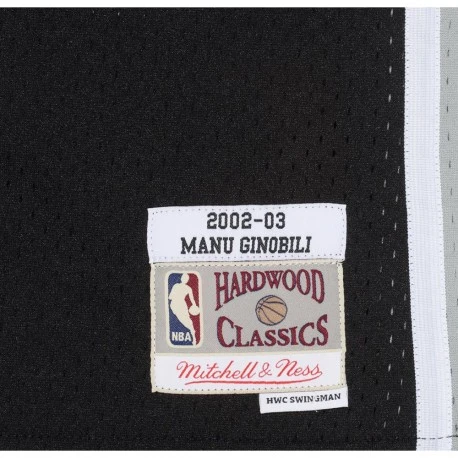 2002-03
MANU GINOBILI
HARDWOOD
CLASSICS
NBA
Mitchell & Ness
HWC SWINGMAN